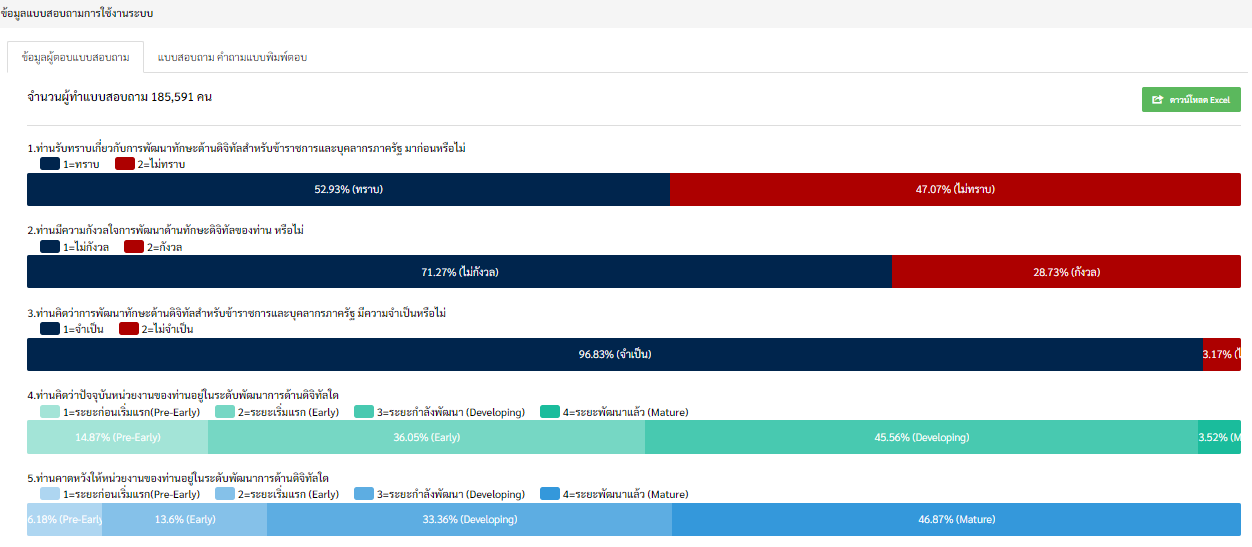 ข้อมูลแบบสอบถามการใช้งานระบบ
ข้อมูลผู้ตอบแบบสอบถาม แบบสอบถาม คำถามแบบพิมพ์ตอบ
จำนวนผู้ทำแบบสอบถาม 185,591 คน
ดาวน์โหลด Excel
1.ท่านรับทราบเกี่ยวกับการพัฒนาทักษะด้านดิจิทัลสำหรับข้าราชการและบุคลากรภาครัฐ มาก่อนหรือไม่
1=ทราบ 2=ไม่ทราบ
52.93% (ทราบ) 47.07% (ไม่ทราบ)
2.ท่านมีความกังวลใจการพัฒนาด้านทักษะดิจิทัลของท่าน หรือไม่
1=ไม่กังวล 2=กังวล
71.27% (ไม่กังวล) 28.73% (กังวล)
3.ท่านคิดว่าการพัฒนาทักษะด้านดิจิทัลสำหรับข้าราชการและบุคลากรภาครัฐ มีความจำเป็นหรือไม่
1=จำเป็น 2=ไม่จำเป็น
96.83% (จำเป็น) 3.17%
4.ท่านคิดว่าปัจจุบันหน่วยงานของท่านอยู่ในระดับพัฒนาการด้านดิจิทัลใด
1=ระยะก่อนเริ่มแรก(Pre-Early) 2=ระยะเริ่มแรก (Early) 3=ระยะกำลังพัฒนา (Developing) 4=ระยะพัฒนาแล้ว (Mature)
14.87% (Pre-Early) 36.05% (Early) 45.56% (Developing) 3.52% (M
5.ท่านคาดหวังให้หน่วยงานของท่านอยู่ในระดับพัฒนาการด้านดิจิทัลใด
1=ระยะก่อนเริ่มแรก(Pre-Early) 2=ระยะเริ่มแรก (Early) 3=ระยะกำลังพัฒนา (Developing) 4=ระยะพัฒนาแล้ว (Mature)
6.18% (Pre-Early 13.6% (Early) 33.36% (Developing) 46.87% (Mature)